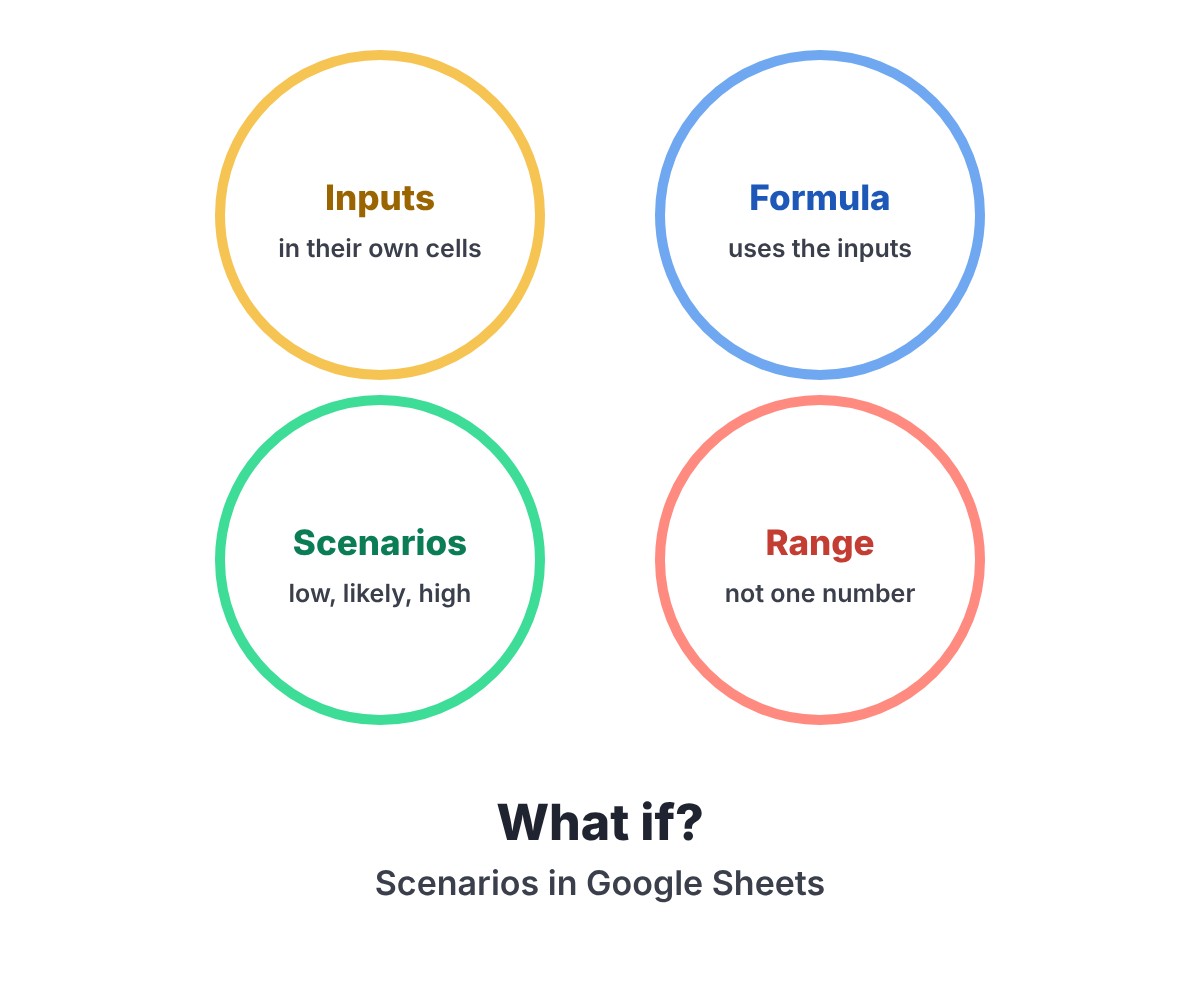 Inputs
in their own cells
Formula
uses the inputs
Scenarios
low, likely, high
Range
not one number
What if?
Scenarios in Google Sheets